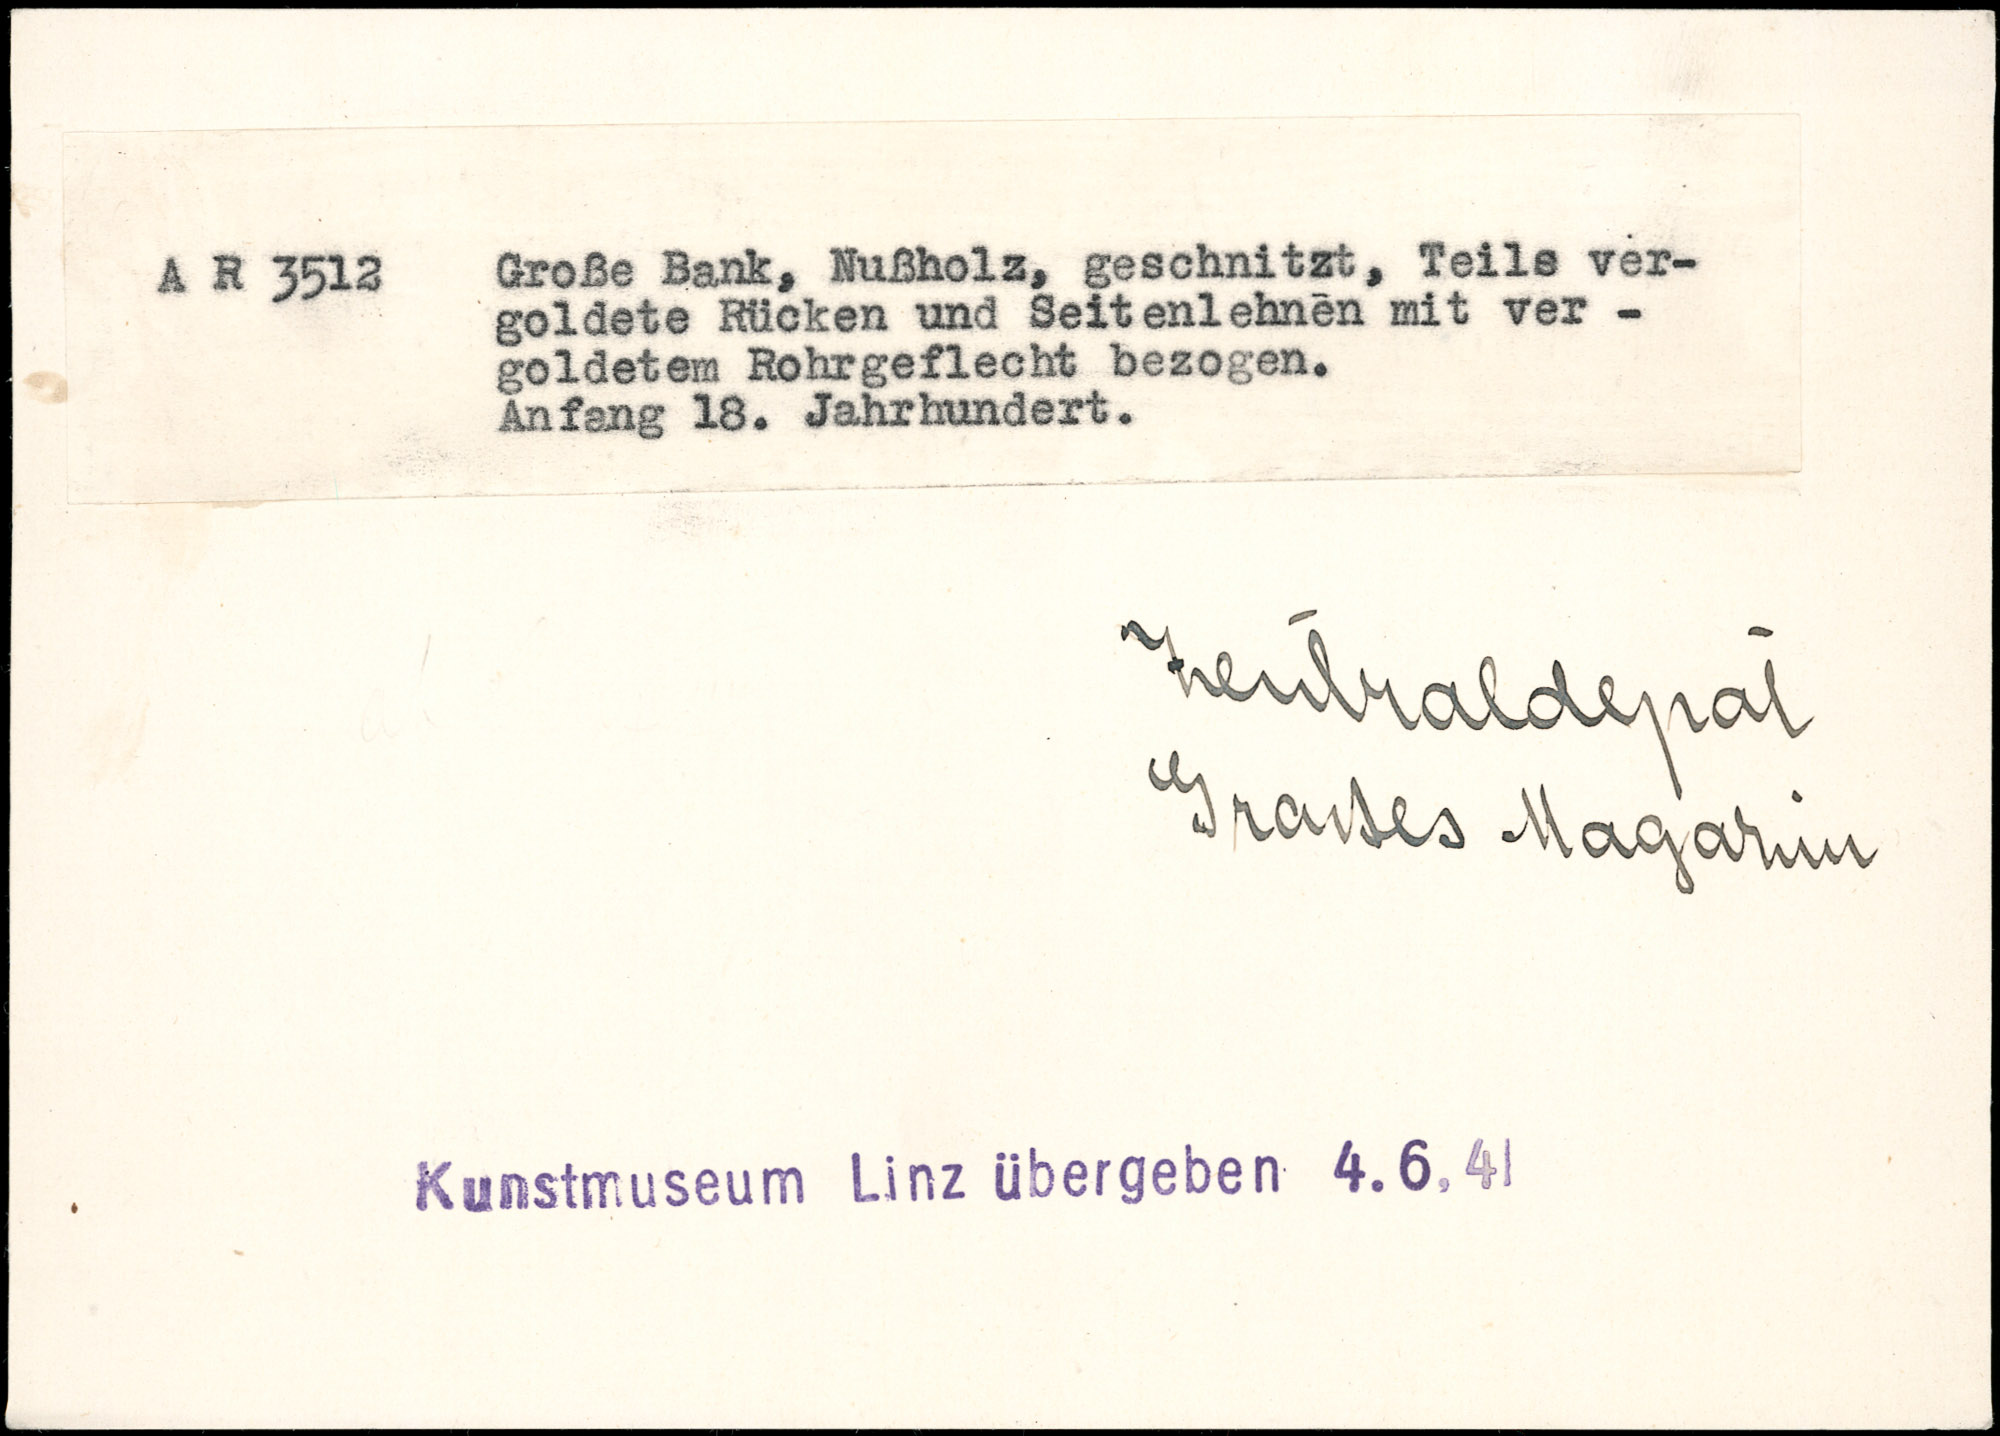 A R 3512 Große Bank, Nußholz, geschnitzt, Teils ver-
goldete Rücken und Seitenlehnen mit ver -
goldetem Rohrgeflecht bezogen.
Anfang 18. Jahrhundert.
Zentraldepot
Grosses Magazin
Kunstmuseum Linz übergeben 4.6.41